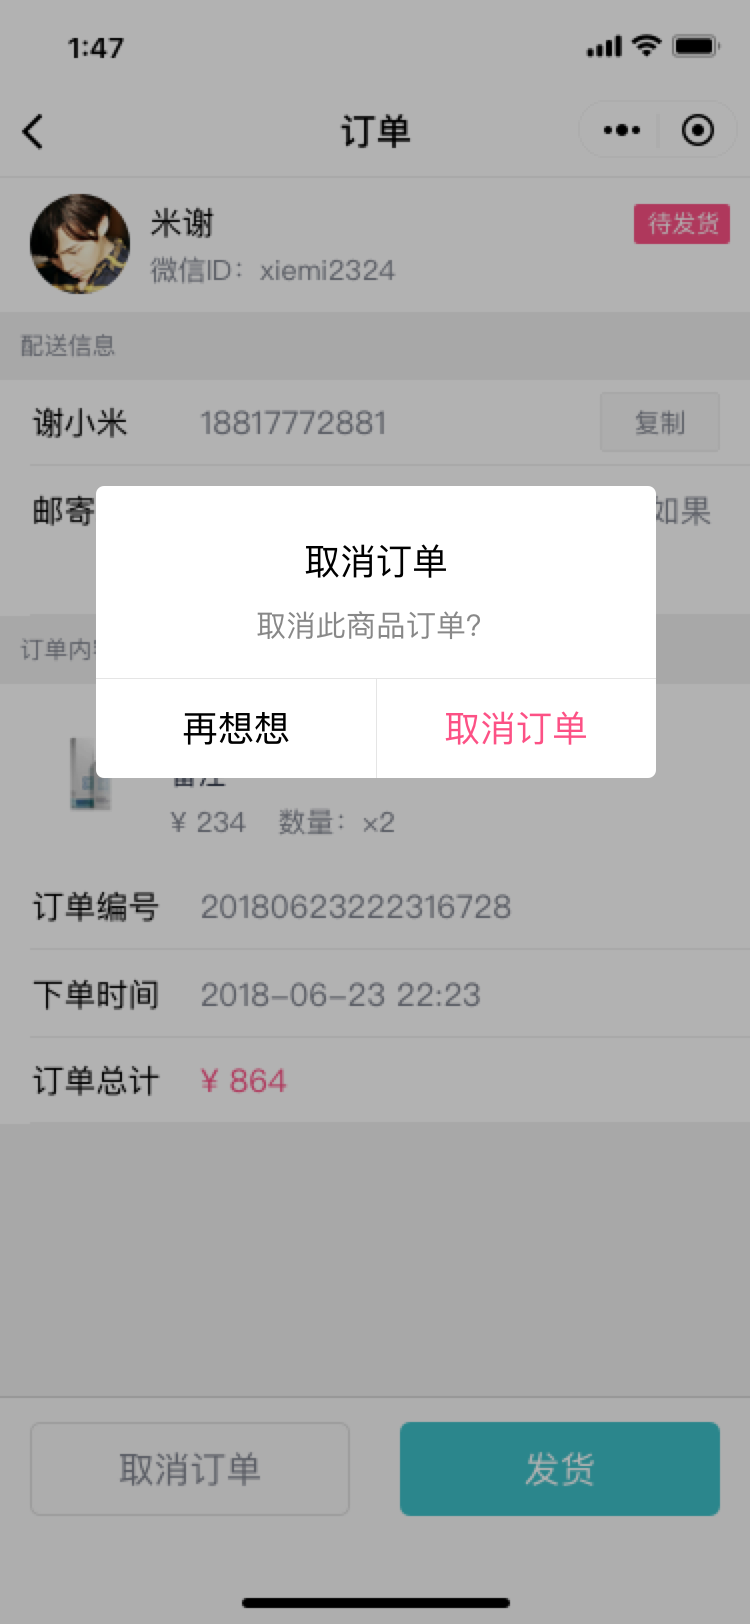 1:47
订单
米谢
待发货
微信ID：xiemi2324
配送信息
谢小米 18817772881 复制
邮寄 如果
取消订单
取消此商品订单?
订单内
再想想 取消订单
¥ 234 数量：×2
订单编号 20180623222316728
下单时间 2018-06-23 22:23
订单总计 ¥ 864
取消订单 发货